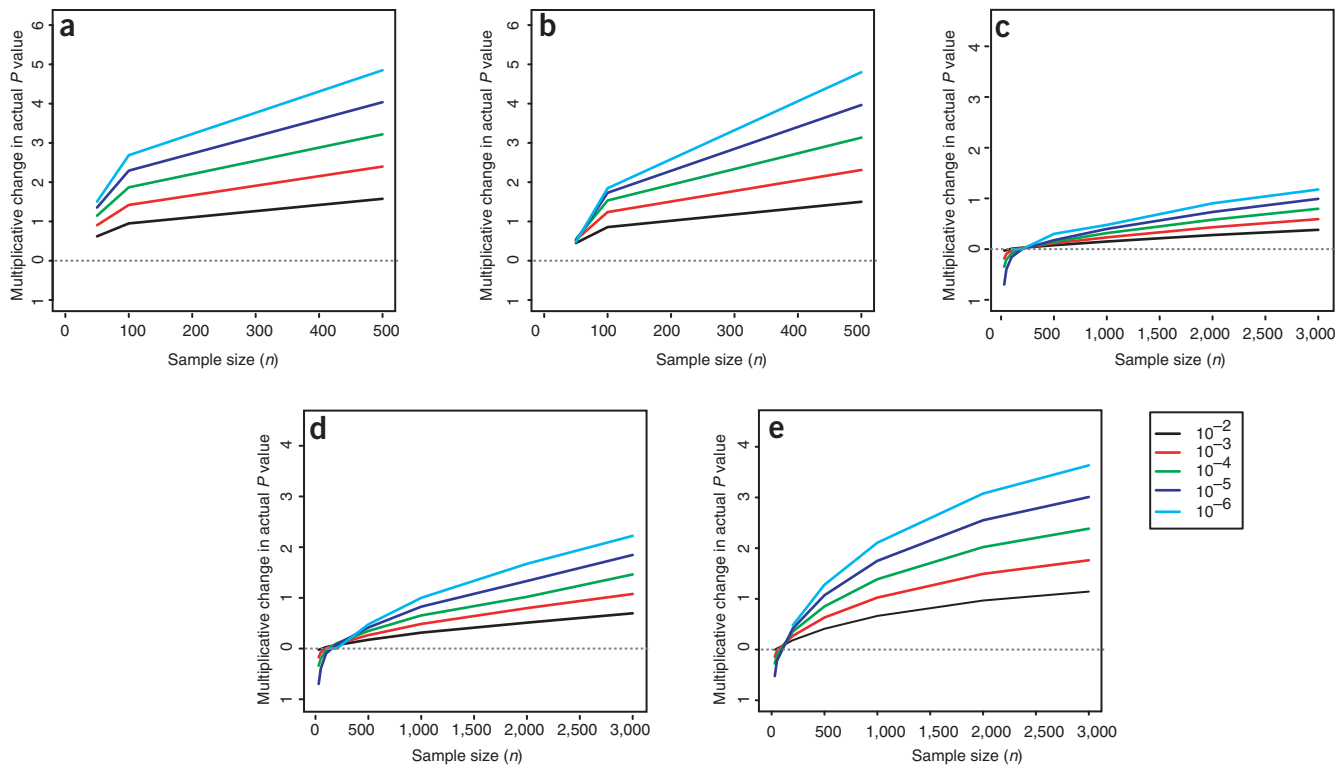 a
Multiplicative change in actual P value
6
5
4
3
2
1
0
1
0 100 200 300 400 500
Sample size (n)
b
Multiplicative change in actual P value
6
5
4
3
2
1
0
1
0 100 200 300 400 500
Sample size (n)
c
Multiplicative change in actual P value
4
3
2
1
0
1
0 500 1,000 1,500 2,000 2,500 3,000
Sample size (n)
d
Multiplicative change in actual P value
4
3
2
1
0
1
0 500 1,000 1,500 2,000 2,500 3,000
Sample size (n)
e
Multiplicative change in actual P value
4
3
2
1
0
1
0 500 1,000 1,500 2,000 2,500 3,000
Sample size (n)
10⁻²
10⁻³
10⁻⁴
10⁻⁵
10⁻⁶